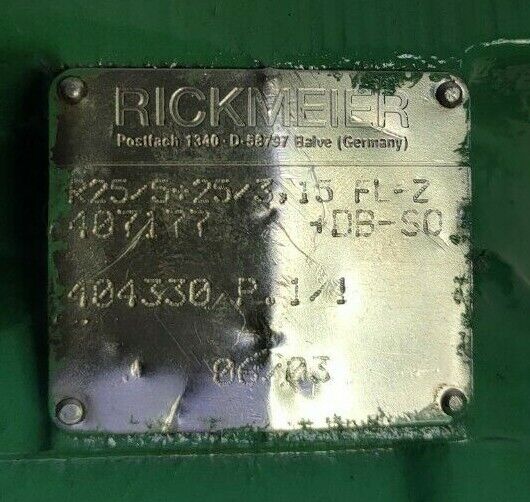 RICKMEIER
Postfach 1340 · D-58797 Balve (Germany)
R25/5+25/3,15 FL-Z
407177 +DB-SO
404330, P. 1/1
06/03